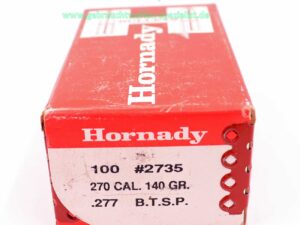 Hornady
Hornady
100 #2735
270 CAL. 140 GR.
.277 B.T.S.P.